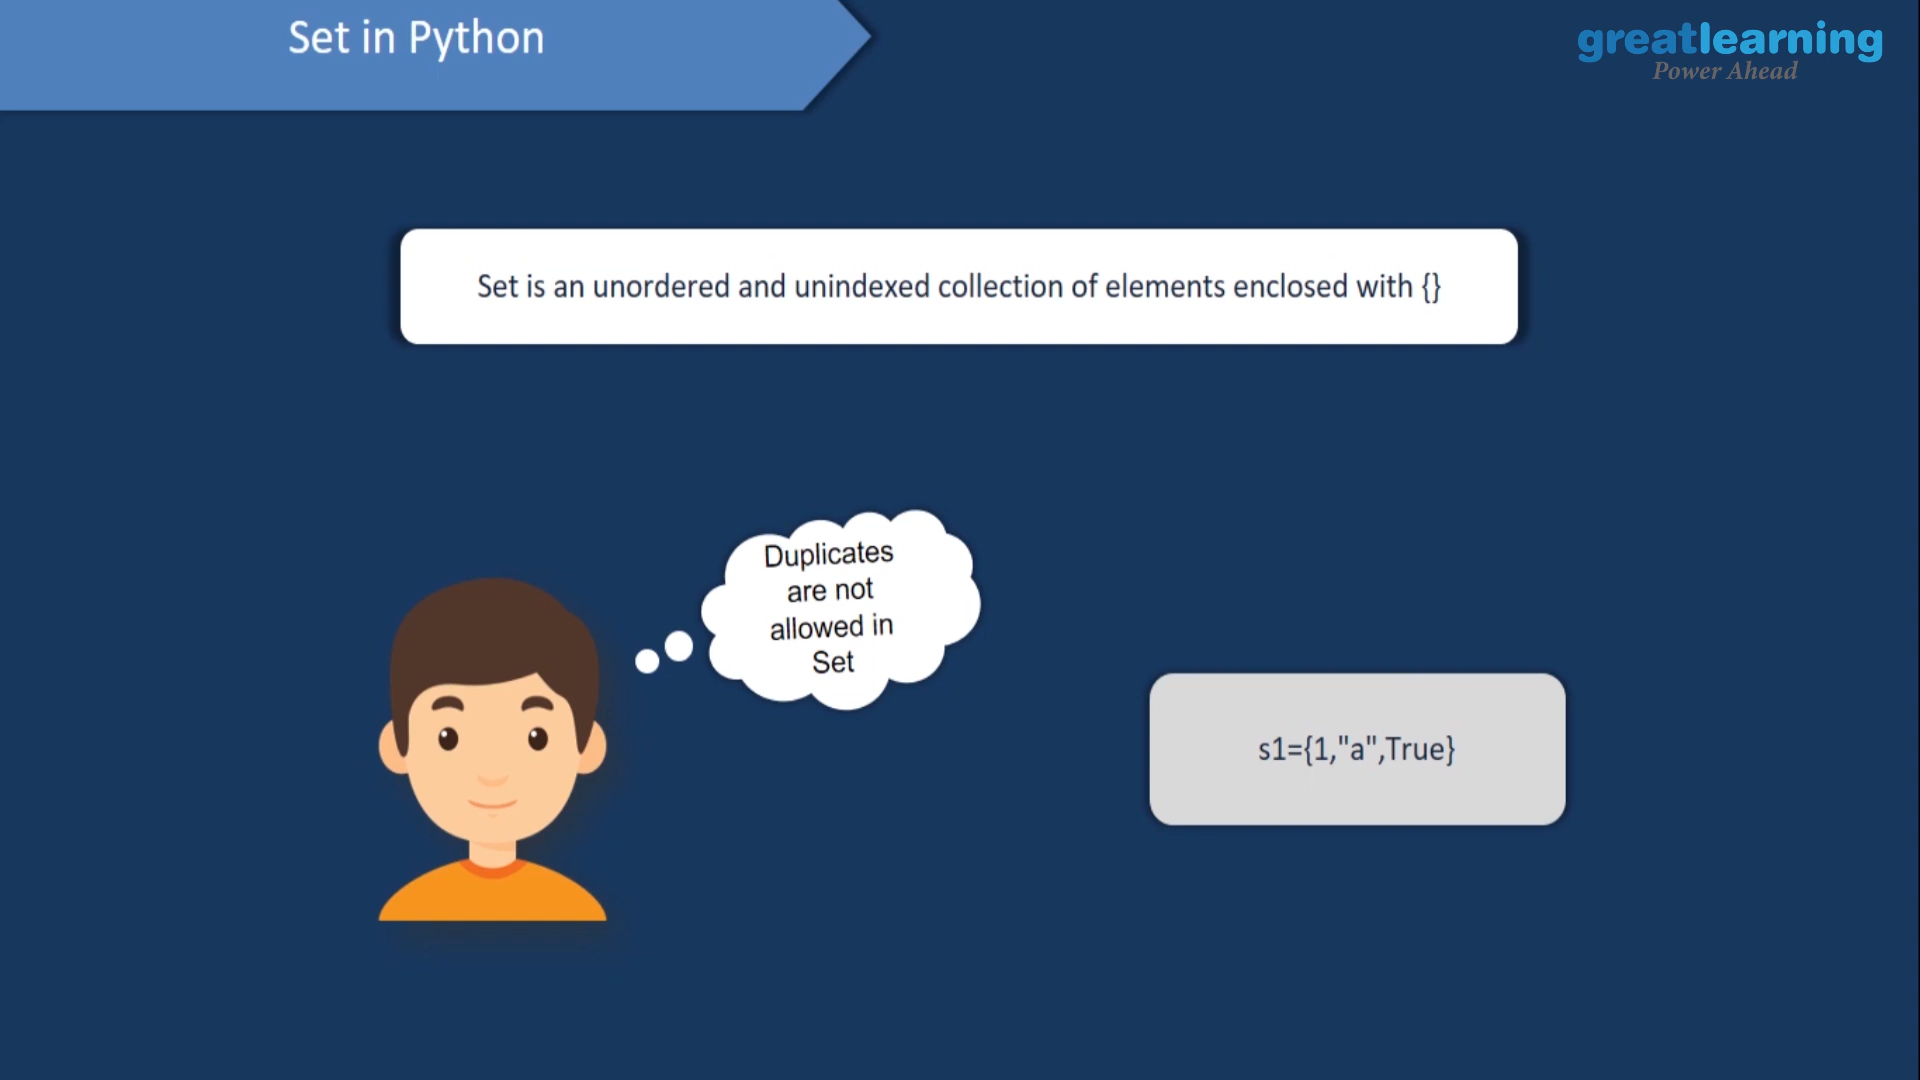 Set in Python
greatlearning
Power Ahead
Set is an unordered and unindexed collection of elements enclosed with {}
Duplicates
are not
allowed in
Set
s1={1,"a",True}